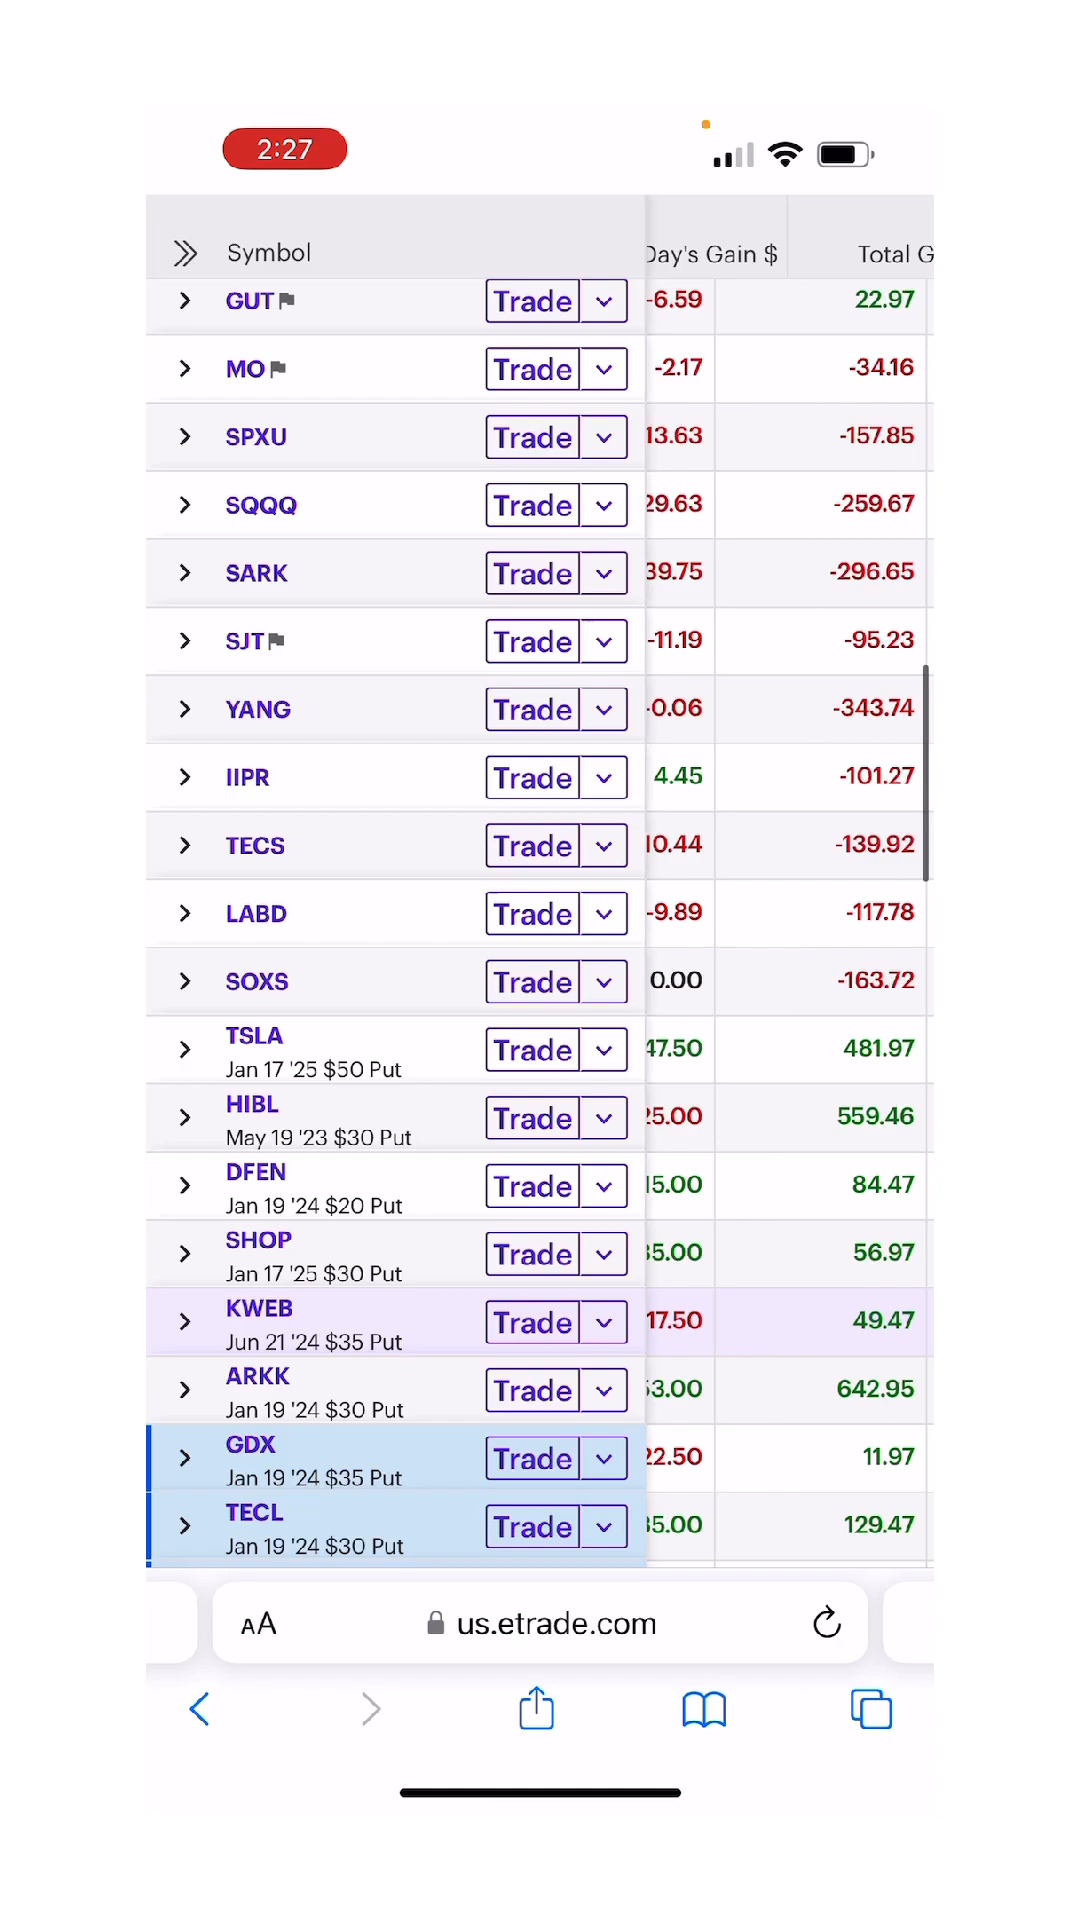 2:27
Symbol Day's Gain $ Total G
GUT Trade -6.59 22.97
MO Trade -2.17 -34.16
SPXU Trade 13.63 -157.85
SQQQ Trade 29.63 -259.67
SARK Trade 39.75 -296.65
SJT Trade -11.19 -95.23
YANG Trade -0.06 -343.74
IIPR Trade 4.45 -101.27
TECS Trade 10.44 -139.92
LABD Trade -9.89 -117.78
SOXS Trade 0.00 -163.72
TSLA
Jan 17 '25 $50 Put Trade 47.50 481.97
HIBL
May 19 '23 $30 Put Trade 25.00 559.46
DFEN
Jan 19 '24 $20 Put Trade 15.00 84.47
SHOP
Jan 17 '25 $30 Put Trade 35.00 56.97
KWEB
Jun 21 '24 $35 Put Trade 17.50 49.47
ARKK
Jan 19 '24 $30 Put Trade 3.00 642.95
GDX
Jan 19 '24 $35 Put Trade 22.50 11.97
TECL
Jan 19 '24 $30 Put Trade 35.00 129.47
AA us.etrade.com